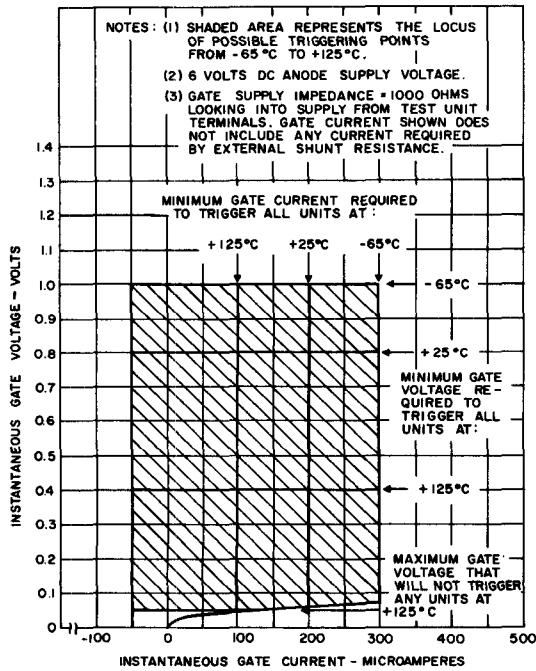 NOTES: (1) SHADED AREA REPRESENTS THE LOCUS
OF POSSIBLE TRIGGERING POINTS
FROM -65°C TO +125°C.
(2) 6 VOLTS DC ANODE SUPPLY VOLTAGE.
(3) GATE SUPPLY IMPEDANCE = 1000 OHMS
LOOKING INTO SUPPLY FROM TEST UNIT
TERMINALS. GATE CURRENT SHOWN DOES
NOT INCLUDE ANY CURRENT REQUIRED
BY EXTERNAL SHUNT RESISTANCE.
MINIMUM GATE CURRENT REQUIRED
TO TRIGGER ALL UNITS AT:
+125°C +25°C -65°C
INSTANTANEOUS GATE VOLTAGE - VOLTS
1.4
1.3
1.2
1.1
1.0
0.9
0.8
0.7
0.6
0.5
0.4
0.3
0.2
0.1
0
-65°C
+25°C
MINIMUM GATE
VOLTAGE RE-
QUIRED TO
TRIGGER ALL
UNITS AT:
+125°C
MAXIMUM GATE
VOLTAGE THAT
WILL NOT TRIGGER
ANY UNITS AT
+125°C
-100 0 100 200 300 400 500
INSTANTANEOUS GATE CURRENT - MICROAMPERES